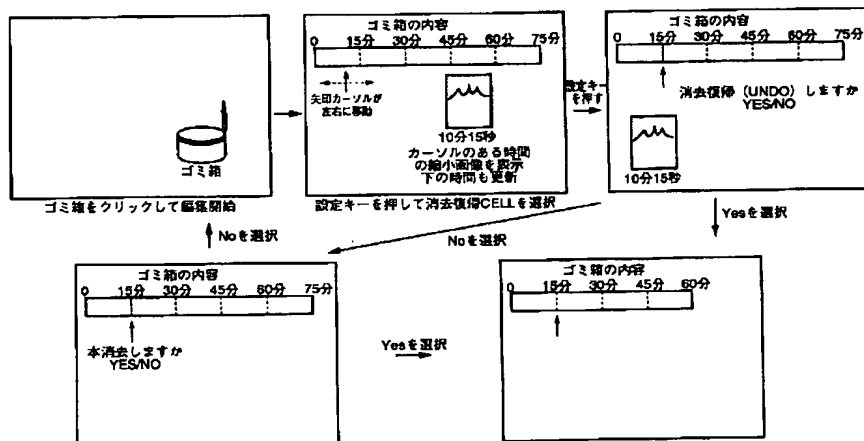 ゴミ箱
ゴミ箱をクリックして編集開始
ゴミ箱の内容
0 15分 30分 45分 60分 75分
矢印カーソルが
左右に移動
10分15秒
カーソルのある時間
の縮小画像を表示
下の時間も更新
設定キーを押して消去復帰CELLを選択
設定キー
を押す
ゴミ箱の内容
0 15分 30分 45分 60分 75分
消去復帰(UNDO)しますか
YES/NO
10分15秒
Noを選択
Noを選択
Yesを選択
ゴミ箱の内容
0 15分 30分 45分 60分 75分
本消去しますか
YES/NO
Yesを選択
ゴミ箱の内容
0 15分 30分 45分 60分